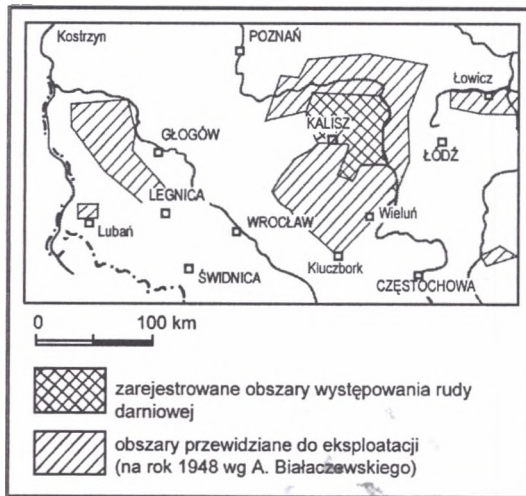 Kostrzyn
POZNAŃ
Łowicz
KALISZ
ŁÓDŹ
GŁOGÓW
LEGNICA
WROCŁAW
Wieluń
Lubań
Kluczbork
ŚWIDNICA
CZĘSTOCHOWA
0 100 km
zarejestrowane obszary występowania rudy
darniowej
obszary przewidziane do eksploatacji
(na rok 1948 wg A. Białaczewskiego)